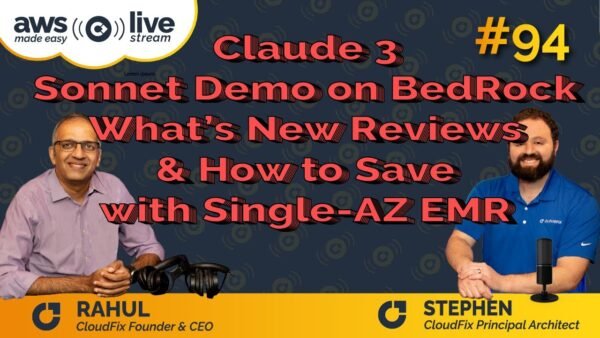 aws
made easy
live
stream
#94
Claude 3
Sonnet Demo on BedRock
What's New Reviews
& How to Save
with Single-AZ EMR
CLOUDFIX
RAHUL
CloudFix Founder & CEO
STEPHEN
CloudFix Principal Architect